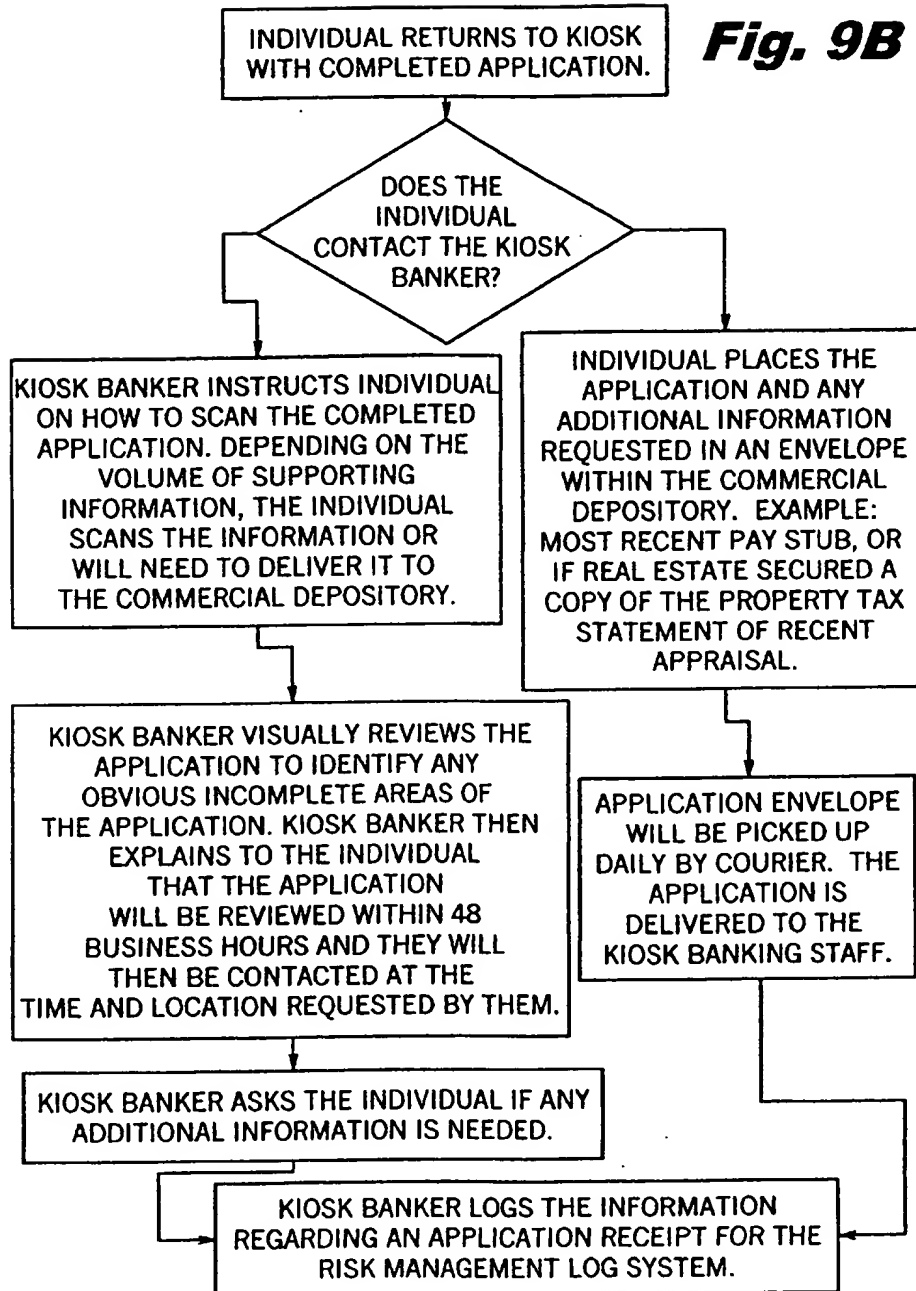 Fig. 9B
INDIVIDUAL RETURNS TO KIOSK
WITH COMPLETED APPLICATION.
DOES THE
INDIVIDUAL
CONTACT THE KIOSK
BANKER?
KIOSK BANKER INSTRUCTS INDIVIDUAL
ON HOW TO SCAN THE COMPLETED
APPLICATION. DEPENDING ON THE
VOLUME OF SUPPORTING
INFORMATION, THE INDIVIDUAL
SCANS THE INFORMATION OR
WILL NEED TO DELIVER IT TO
THE COMMERCIAL DEPOSITORY.
KIOSK BANKER VISUALLY REVIEWS THE
APPLICATION TO IDENTIFY ANY
OBVIOUS INCOMPLETE AREAS OF
THE APPLICATION. KIOSK BANKER THEN
EXPLAINS TO THE INDIVIDUAL
THAT THE APPLICATION
WILL BE REVIEWED WITHIN 48
BUSINESS HOURS AND THEY WILL
THEN BE CONTACTED AT THE
TIME AND LOCATION REQUESTED BY THEM.
KIOSK BANKER ASKS THE INDIVIDUAL IF ANY
ADDITIONAL INFORMATION IS NEEDED.
INDIVIDUAL PLACES THE
APPLICATION AND ANY
ADDITIONAL INFORMATION
REQUESTED IN AN ENVELOPE
WITHIN THE COMMERCIAL
DEPOSITORY. EXAMPLE:
MOST RECENT PAY STUB, OR
IF REAL ESTATE SECURED A
COPY OF THE PROPERTY TAX
STATEMENT OF RECENT
APPRAISAL.
APPLICATION ENVELOPE
WILL BE PICKED UP
DAILY BY COURIER. THE
APPLICATION IS
DELIVERED TO THE
KIOSK BANKING STAFF.
KIOSK BANKER LOGS THE INFORMATION
REGARDING AN APPLICATION RECEIPT FOR THE
RISK MANAGEMENT LOG SYSTEM.